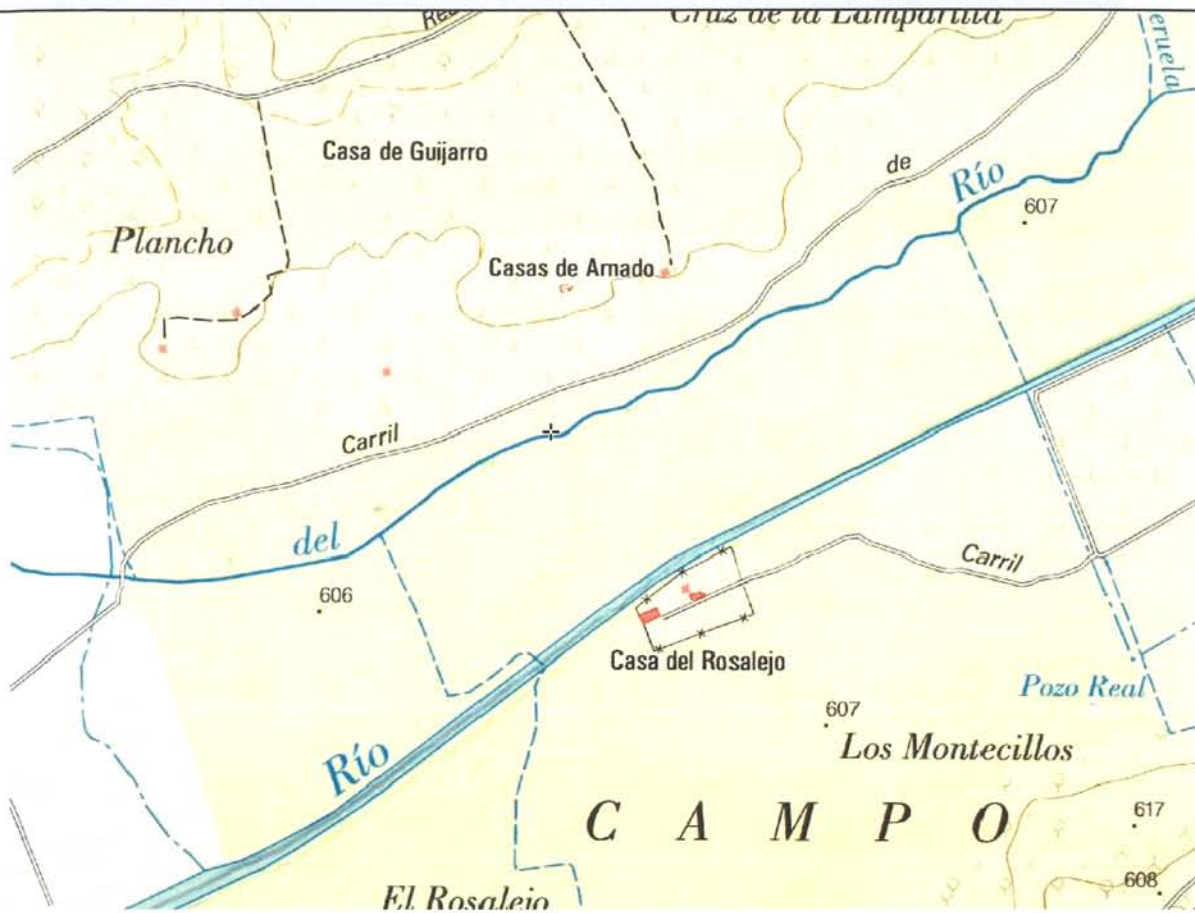 Cruz de la Lamparilla
eruela
Casa de Guijarro
de
Río
607
Plancho
Casas de Amado
Carril
del
606
Carril
Casa del Rosalejo
Pozo Real
607
Los Montecillos
Río
C A M P O
617
608
El Rosalejo